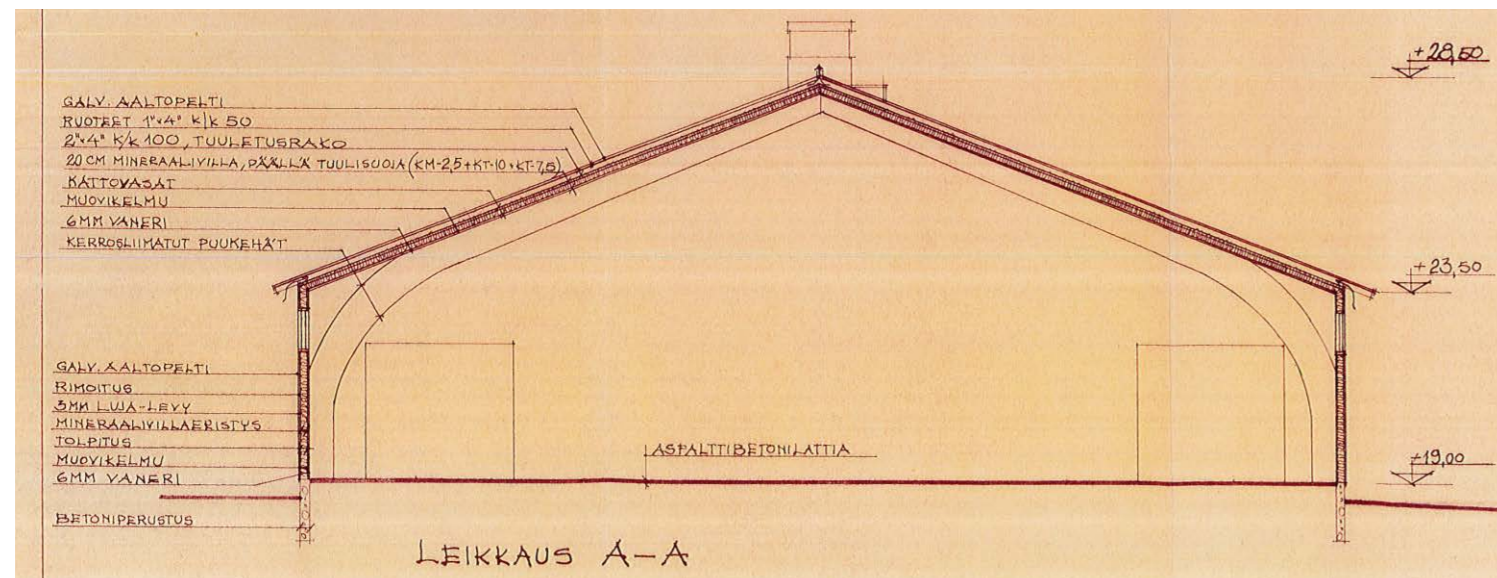 GALV. AALTOPELTI
RUOTEET 1"x4" k/k 50
2"x4" k/k 100, TUULETUSRAKO
20 CM MINERAALIVILLA, PÄÄLLÄ TUULISUOJA (KM-2,5+KT-10+KT-7,5)
KATTOVASAT
MUOVIKELMU
6MM VANERI
KERROSLIIMATUT PUUKEHÄT
GALV. AALTOPELTI
RIMOITUS
3MM LUJA-LEVY
MINERAALIVILLAERISTYS
TOLPITUS
MUOVIKELMU
6MM VANERI
BETONIPERUSTUS
ASPALTTIBETONILATTIA
+28,50
+23,50
+19,00
LEIKKAUS A-A